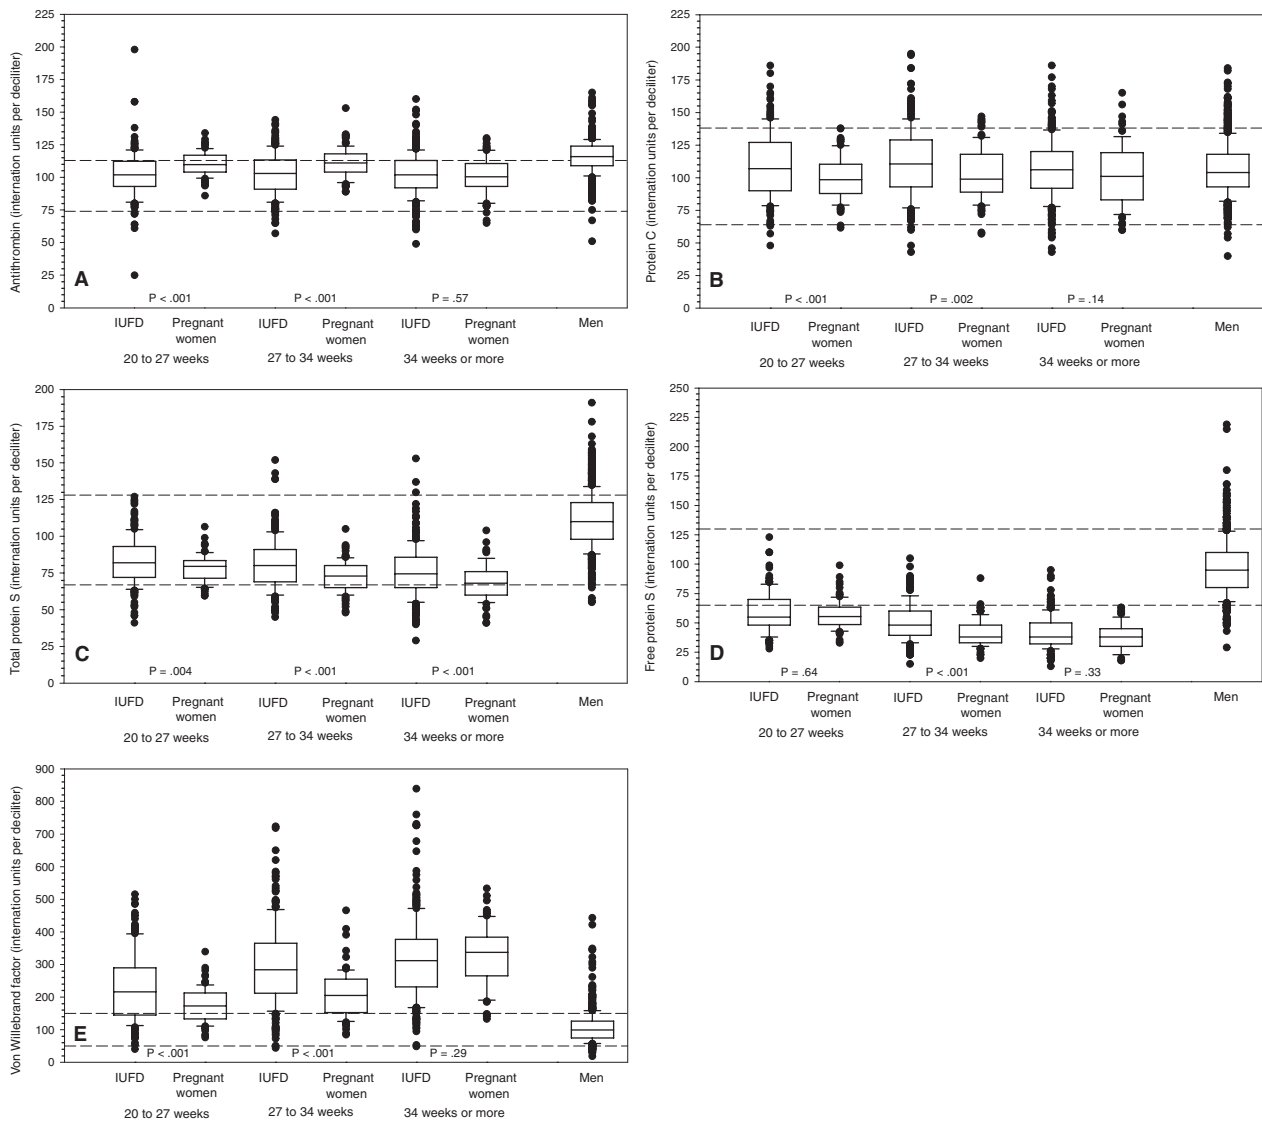 Antithrombin (internation units per deciliter)
225
200
175
150
125
100
75
50
25
0
A
P < .001
P < .001
P = .57
IUFD
Pregnant
women
IUFD
Pregnant
women
IUFD
Pregnant
women
Men
20 to 27 weeks
27 to 34 weeks
34 weeks or more
Protein C (internation units per deciliter)
225
200
175
150
125
100
75
50
25
0
B
P < .001
P = .002
P = .14
IUFD
Pregnant
women
IUFD
Pregnant
women
IUFD
Pregnant
women
Men
20 to 27 weeks
27 to 34 weeks
34 weeks or more
Total protein S (internation units per deciliter)
200
175
150
125
100
75
50
25
0
C
P = .004
P < .001
P < .001
IUFD
Pregnant
women
IUFD
Pregnant
women
IUFD
Pregnant
women
Men
20 to 27 weeks
27 to 34 weeks
34 weeks or more
Free protein S (internation units per deciliter)
250
225
200
175
150
125
100
75
50
25
0
D
P = .64
P < .001
P = .33
IUFD
Pregnant
women
IUFD
Pregnant
women
IUFD
Pregnant
women
Men
20 to 27 weeks
27 to 34 weeks
34 weeks or more
Von Willebrand factor (internation units per deciliter)
900
800
700
600
500
400
300
200
100
0
E
P < .001
P < .001
P = .29
IUFD
Pregnant
women
IUFD
Pregnant
women
IUFD
Pregnant
women
Men
20 to 27 weeks
27 to 34 weeks
34 weeks or more